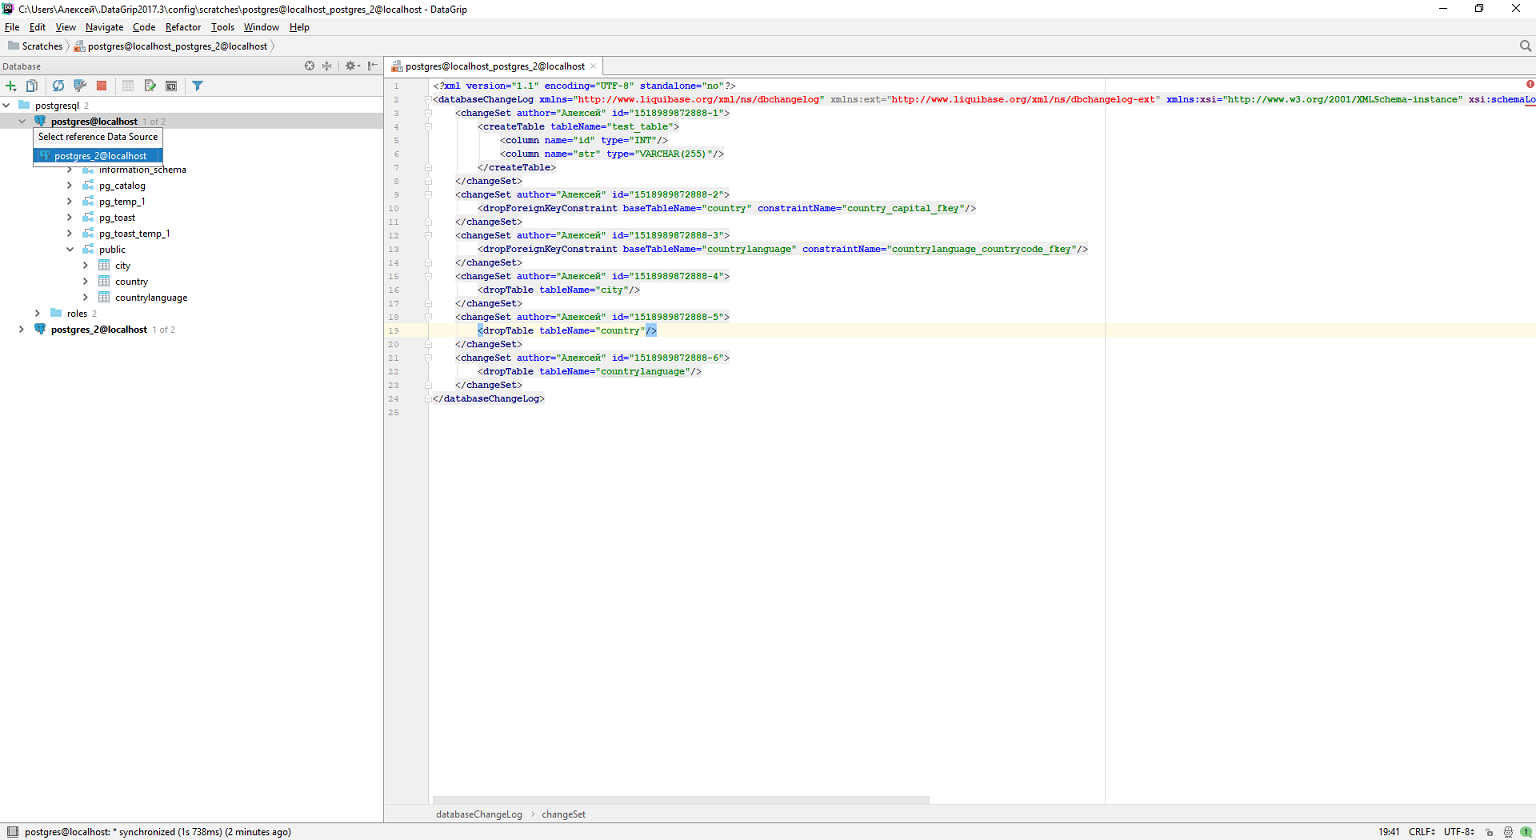 C:\Users\Алексей\.DataGrip2017.3\config\scratches\postgres@localhost_postgres_2@localhost - DataGrip
File Edit View Navigate Code Refactor Tools Window Help
Scratches postgres@localhost_postgres_2@localhost
Database
postgres@localhost_postgres_2@localhost
postgresql 2
postgres@localhost 1 of 2
Select reference Data Source
postgres_2@localhost
information_schema
pg_catalog
pg_temp_1
pg_toast
pg_toast_temp_1
public
city
country
countrylanguage
roles 2
postgres_2@localhost 1 of 2
1 <?xml version="1.1" encoding="UTF-8" standalone="no"?>
2 <databaseChangeLog xmlns="http://www.liquibase.org/xml/ns/dbchangelog" xmlns:ext="http://www.liquibase.org/xml/ns/dbchangelog-ext" xmlns:xsi="http://www.w3.org/2001/XMLSchema-instance" xsi:schemaLo
3 <changeSet author="Алексей" id="1518989872888-1">
4 <createTable tableName="test_table">
5 <column name="id" type="INT"/>
6 <column name="str" type="VARCHAR(255)"/>
7 </createTable>
8 </changeSet>
9 <changeSet author="Алексей" id="1518989872888-2">
10 <dropForeignKeyConstraint baseTableName="country" constraintName="country_capital_fkey"/>
11 </changeSet>
12 <changeSet author="Алексей" id="1518989872888-3">
13 <dropForeignKeyConstraint baseTableName="countrylanguage" constraintName="countrylanguage_countrycode_fkey"/>
14 </changeSet>
15 <changeSet author="Алексей" id="1518989872888-4">
16 <dropTable tableName="city"/>
17 </changeSet>
18 <changeSet author="Алексей" id="1518989872888-5">
19 <dropTable tableName="country"/>
20 </changeSet>
21 <changeSet author="Алексей" id="1518989872888-6">
22 <dropTable tableName="countrylanguage"/>
23 </changeSet>
24 </databaseChangeLog>
25
databaseChangeLog changeSet
postgres@localhost: * synchronized (1s 738ms) (2 minutes ago)
19:41 CRLF UTF-8 1